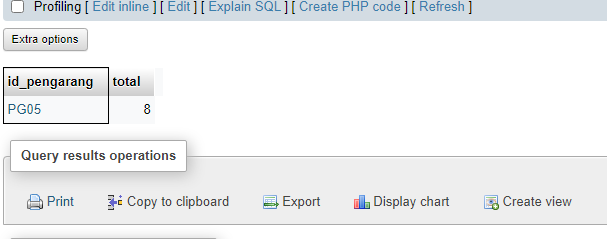 Profiling [ Edit inline ] [ Edit ] [ Explain SQL ] [ Create PHP code ] [ Refresh ]
Extra options
id_pengarang total
PG05 8
Query results operations
Print Copy to clipboard Export Display chart Create view